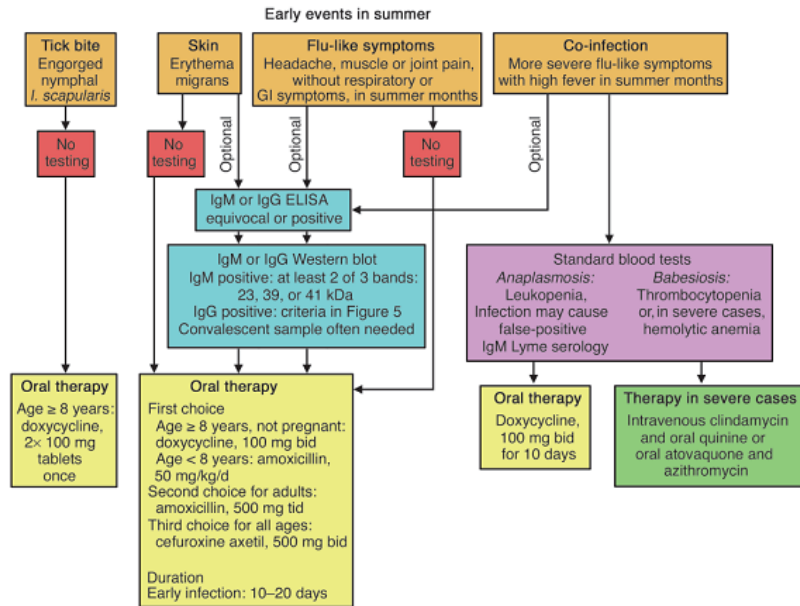 Early events in summer
Tick bite
Engorged
nymphal
I. scapularis
Skin
Erythema
migrans
Flu-like symptoms
Headache, muscle or joint pain,
without respiratory or
GI symptoms, in summer months
Co-infection
More severe flu-like symptoms
with high fever in summer months
No
testing
No
testing
Optional
Optional
No
testing
Optional
IgM or IgG ELISA
equivocal or positive
IgM or IgG Western blot
IgM positive: at least 2 of 3 bands:
23, 39, or 41 kDa
IgG positive: criteria in Figure 5
Convalescent sample often needed
Standard blood tests
Anaplasmosis:
Leukopenia,
Infection may cause
false-positive
IgM Lyme serology
Babesiosis:
Thrombocytopenia
or, in severe cases,
hemolytic anemia
Oral therapy
Age ≥ 8 years:
doxycycline,
2× 100 mg
tablets
once
Oral therapy
First choice
Age ≥ 8 years, not pregnant:
doxycycline, 100 mg bid
Age < 8 years: amoxicillin,
50 mg/kg/d
Second choice for adults:
amoxicillin, 500 mg tid
Third choice for all ages:
cefuroxime axetil, 500 mg bid
Duration
Early infection: 10–20 days
Oral therapy
Doxycycline,
100 mg bid
for 10 days
Therapy in severe cases
Intravenous clindamycin
and oral quinine or
oral atovaquone and
azithromycin